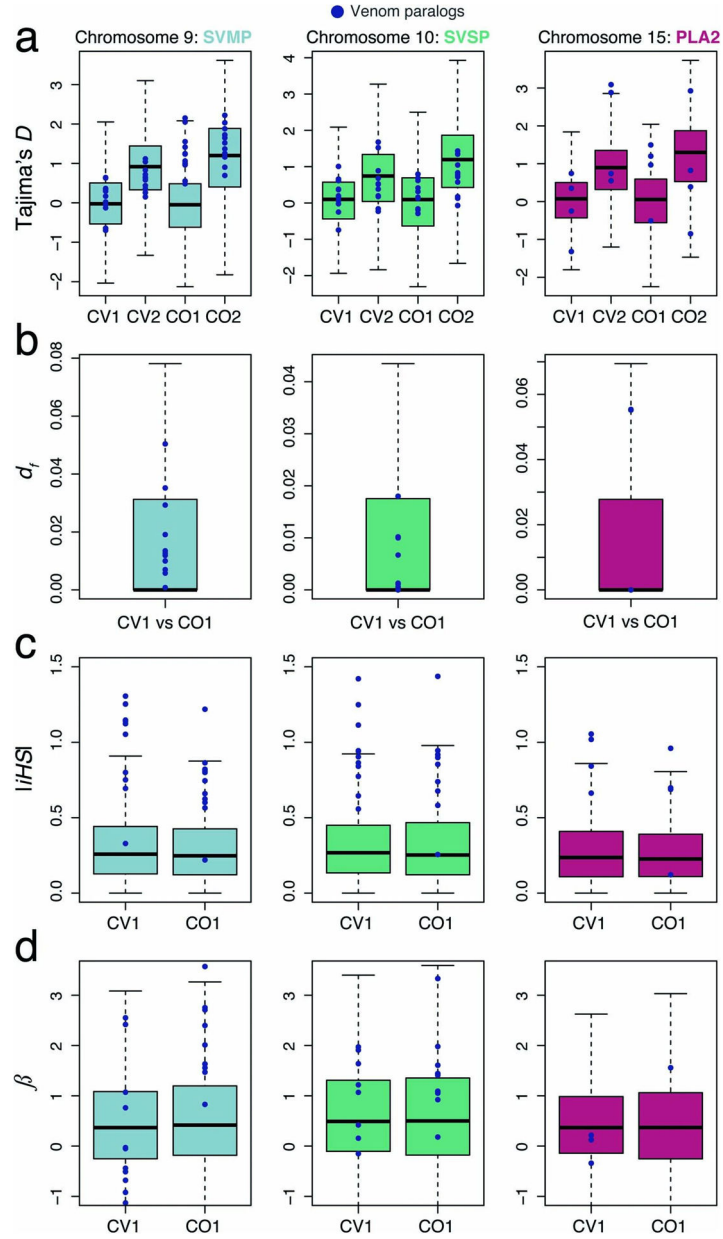 Venom paralogs
a
Chromosome 9: SVMP
Chromosome 10: SVSP
Chromosome 15: PLA2
Tajima's D
−2 −1 0 1 2 3
CV1 CV2 CO1 CO2
−2 −1 0 1 2 3 4
CV1 CV2 CO1 CO2
−2 −1 0 1 2 3
CV1 CV2 CO1 CO2
b
df
0.00 0.02 0.04 0.06 0.08
CV1 vs CO1
0.00 0.01 0.02 0.03 0.04
CV1 vs CO1
0.00 0.02 0.04 0.06
CV1 vs CO1
c
|iHS|
0.0 0.5 1.0 1.5
CV1 CO1
0.0 0.5 1.0 1.5
CV1 CO1
0.0 0.5 1.0 1.5
CV1 CO1
d
β
−1 0 1 2 3
CV1 CO1
−1 0 1 2 3
CV1 CO1
−1 0 1 2 3
CV1 CO1